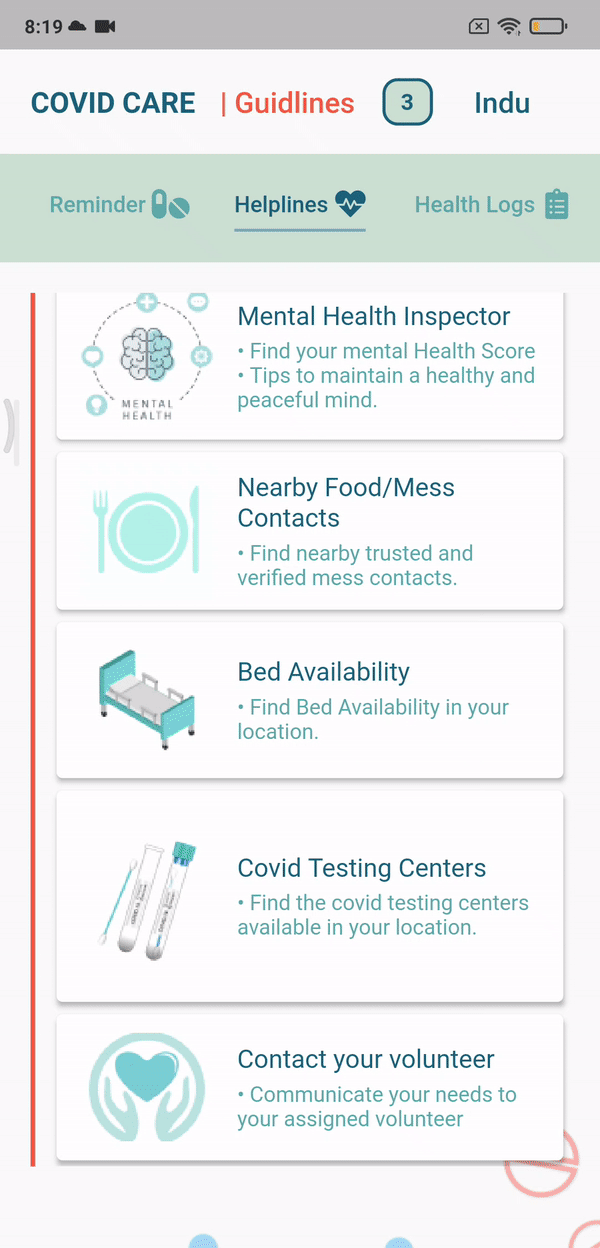 8:19
COVID CARE | Guidlines 3 Indu
Reminder Helplines Health Logs
MENTAL
HEALTH
Mental Health Inspector
• Find your mental Health Score
• Tips to maintain a healthy and
peaceful mind.
Nearby Food/Mess
Contacts
• Find nearby trusted and
verified mess contacts.
Bed Availability
• Find Bed Availability in your
location.
Covid Testing Centers
• Find the covid testing centers
available in your location.
Contact your volunteer
• Communicate your needs to
your assigned volunteer